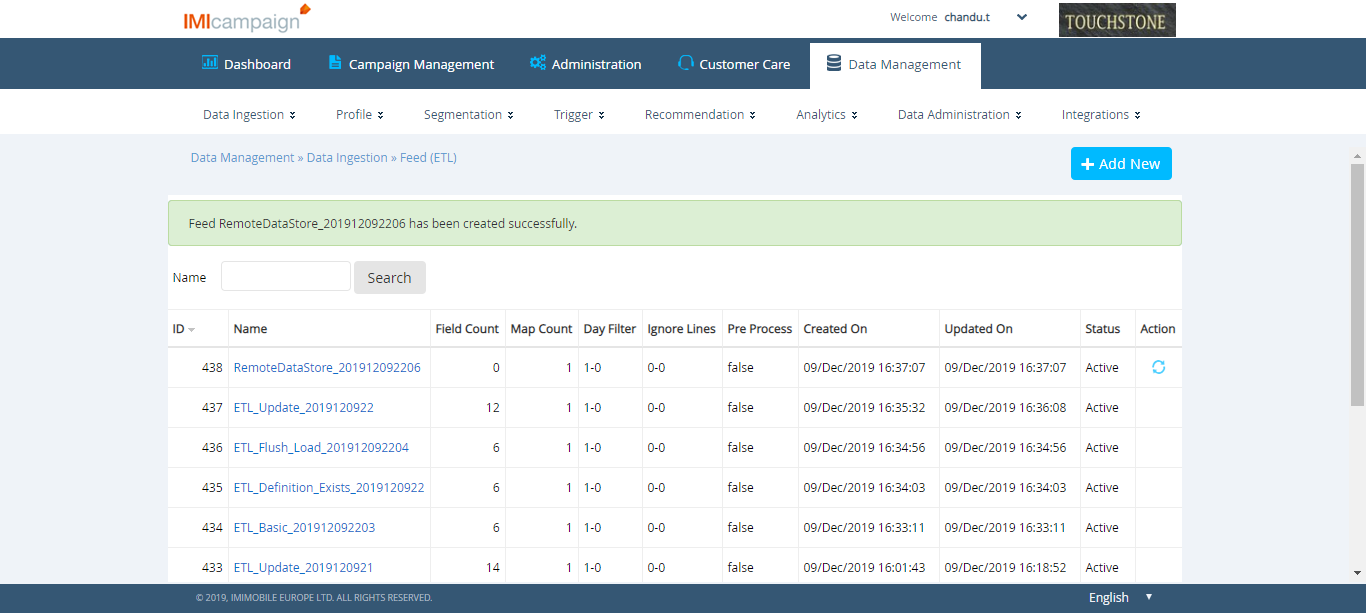 IMIcampaign
Welcome chandu.t
TOUCHSTONE
Dashboard Campaign Management Administration Customer Care Data Management
Data Ingestion Profile Segmentation Trigger Recommendation Analytics Data Administration Integrations
Data Management » Data Ingestion » Feed (ETL)
+ Add New
Feed RemoteDataStore_201912092206 has been created successfully.
Name Search
ID Name Field Count Map Count Day Filter Ignore Lines Pre Process Created On Updated On Status Action
438 RemoteDataStore_201912092206 0 1 1-0 0-0 false 09/Dec/2019 16:37:07 09/Dec/2019 16:37:07 Active
437 ETL_Update_2019120922 12 1 1-0 0-0 false 09/Dec/2019 16:35:32 09/Dec/2019 16:36:08 Active
436 ETL_Flush_Load_201912092204 6 1 1-0 0-0 false 09/Dec/2019 16:34:56 09/Dec/2019 16:34:56 Active
435 ETL_Definition_Exists_2019120922 6 1 1-0 0-0 false 09/Dec/2019 16:34:03 09/Dec/2019 16:34:03 Active
434 ETL_Basic_201912092203 6 1 1-0 0-0 false 09/Dec/2019 16:33:11 09/Dec/2019 16:33:11 Active
433 ETL_Update_2019120921 14 1 1-0 0-0 false 09/Dec/2019 16:01:43 09/Dec/2019 16:18:52 Active
© 2019, IMIMOBILE EUROPE LTD. ALL RIGHTS RESERVED.
English